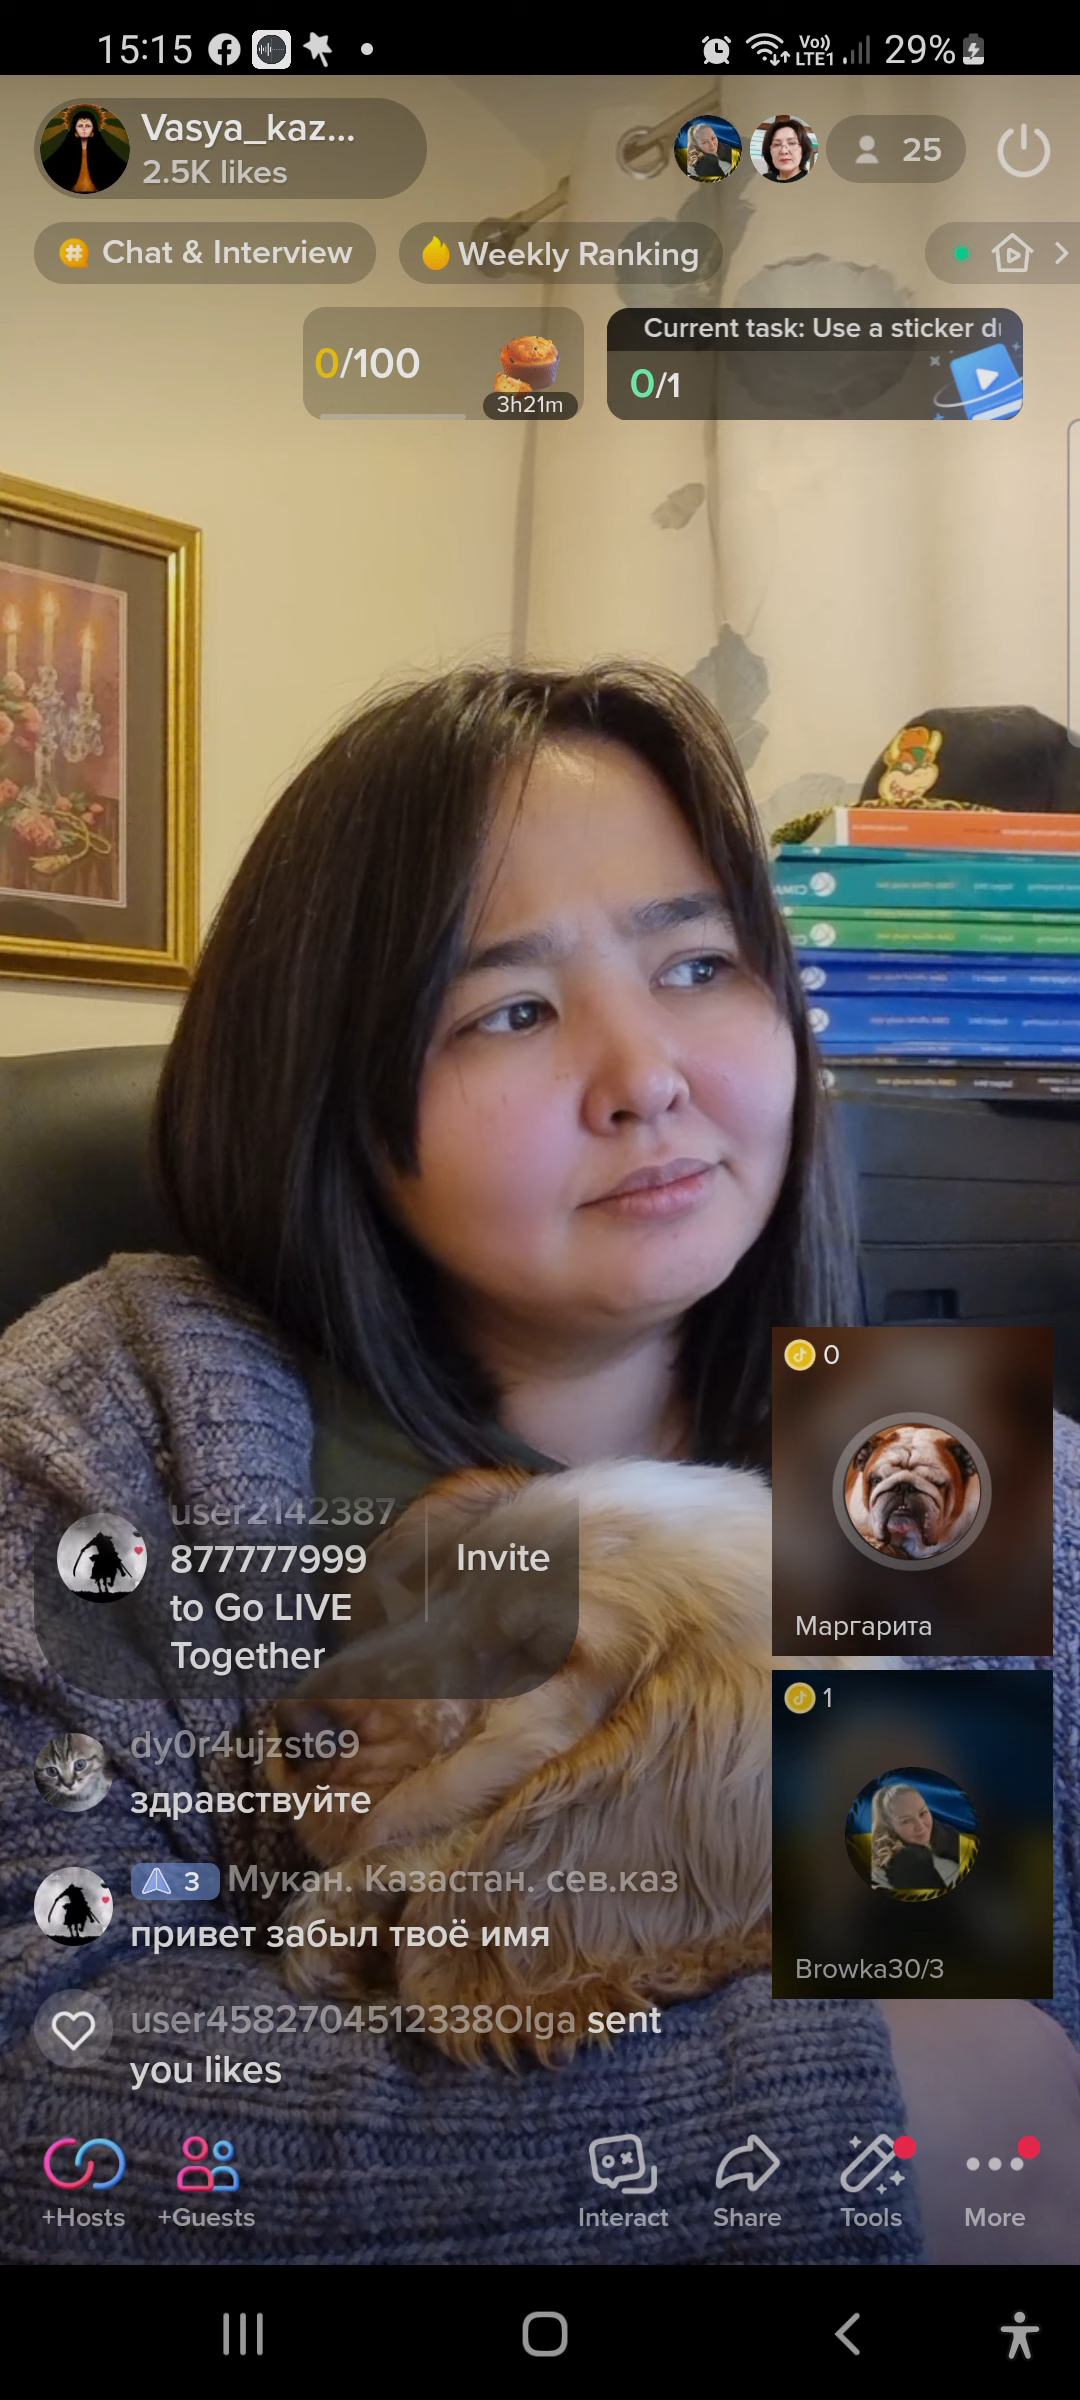 15:15
Vo))
LTE1
29%
Vasya_kaz...
2.5K likes
25
Chat & Interview
Weekly Ranking
0/100
3h21m
Current task: Use a sticker
0/1
0
Маргарита
1
Browka30/3
user2142387
877777999
to Go LIVE
Together
Invite
dy0r4ujzst69
здравствуйте
3 Мукан. Казастан. сев.каз
привет забыл твоё имя
user4582704512338Olga sent
you likes
+Hosts
+Guests
Interact
Share
Tools
More